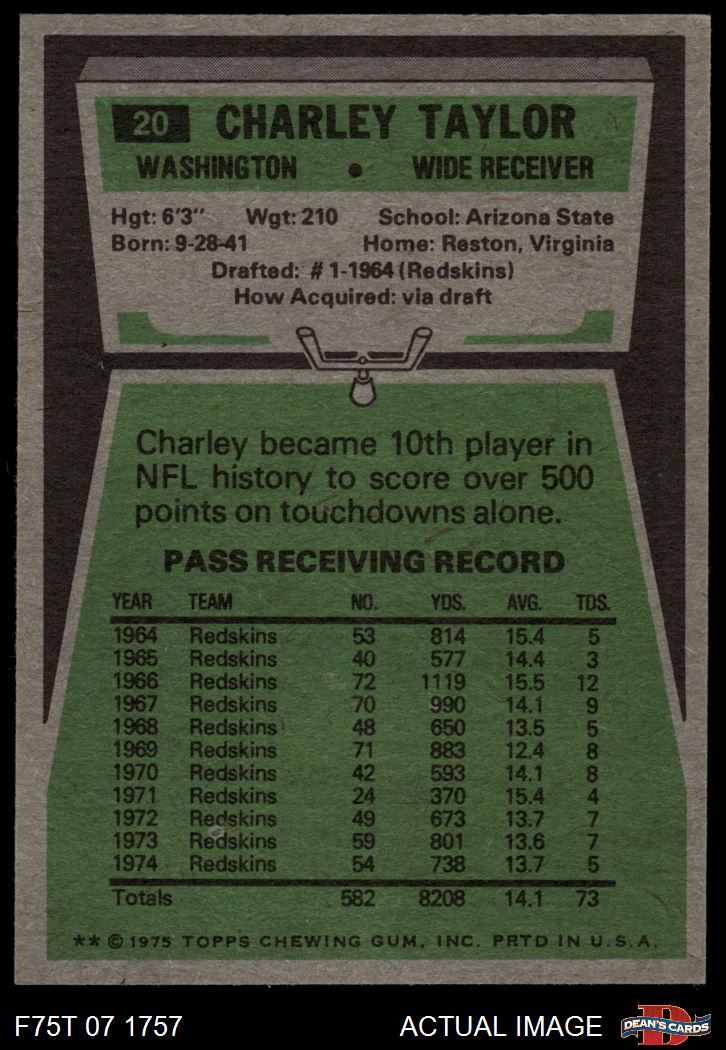 20 CHARLEY TAYLOR
WASHINGTON • WIDE RECEIVER
Hgt: 6'3" Wgt: 210 School: Arizona State
Born: 9-28-41 Home: Reston, Virginia
Drafted: #1-1964 (Redskins)
How Acquired: via draft
Charley became 10th player in
NFL history to score over 500
points on touchdowns alone.
PASS RECEIVING RECORD
YEAR TEAM NO. YDS. AVG. TDS.
1964 Redskins 53 814 15.4 5
1965 Redskins 40 577 14.4 3
1966 Redskins 72 1119 15.5 12
1967 Redskins 70 990 14.1 9
1968 Redskins 48 650 13.5 5
1969 Redskins 71 883 12.4 8
1970 Redskins 42 593 14.1 8
1971 Redskins 24 370 15.4 4
1972 Redskins 49 673 13.7 7
1973 Redskins 59 801 13.6 7
1974 Redskins 54 738 13.7 5
Totals 582 8208 14.1 73
** © 1975 TOPPS CHEWING GUM, INC. PRTD IN U.S.A.
F75T 07 1757 ACTUAL IMAGE D DEAN'S CARDS